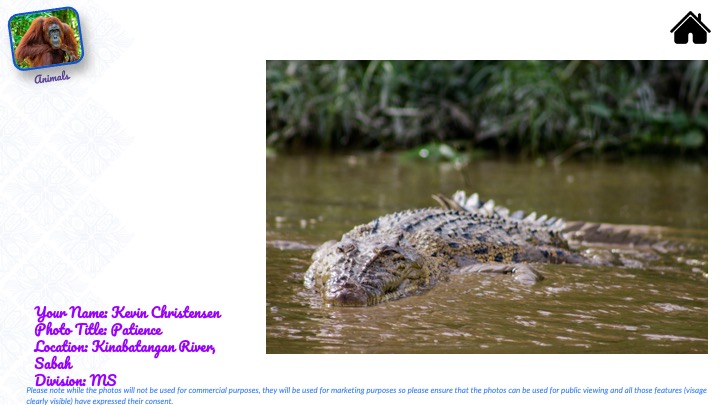 Animals
Your Name: Kevin Christensen
Photo Title: Patience
Location: Kinabatangan River,
Sabah
Division: MS
Please note while the photos will not be used for commercial purposes, they will be used for marketing purposes so please ensure that the photos can be used for public viewing and all those features (visage
clearly visible) have expressed their consent.